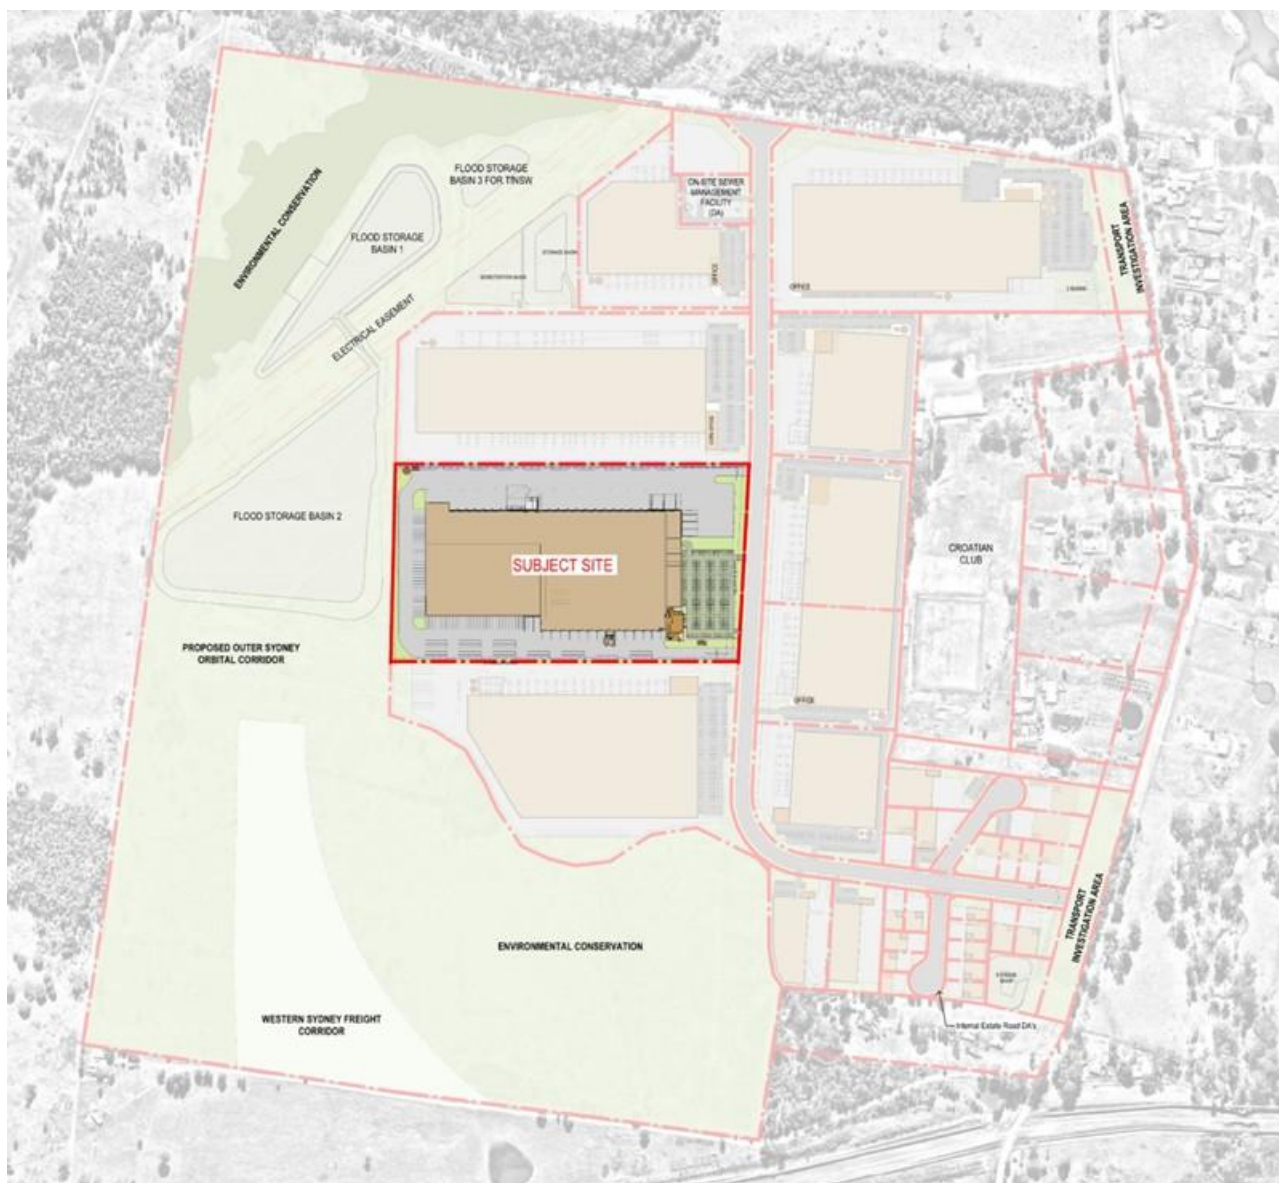 FLOOD STORAGE
BASIN 3 FOR TfNSW
ON-SITE SEWER
MANAGEMENT
FACILITY
(DA)
ENVIRONMENTAL CONSERVATION
FLOOD STORAGE
BASIN 1
STORAGE BASIN
OFFICE
OFFICE
TRANSPORT
INVESTIGATION AREA
ELECTRICAL EASEMENT
FLOOD STORAGE BASIN 2
SUBJECT SITE
CROATIAN
CLUB
PROPOSED OUTER SYDNEY
ORBITAL CORRIDOR
OFFICE
TRANSPORT
INVESTIGATION AREA
ENVIRONMENTAL CONSERVATION
WESTERN SYDNEY FREIGHT
CORRIDOR
Internal Estate Road DA's